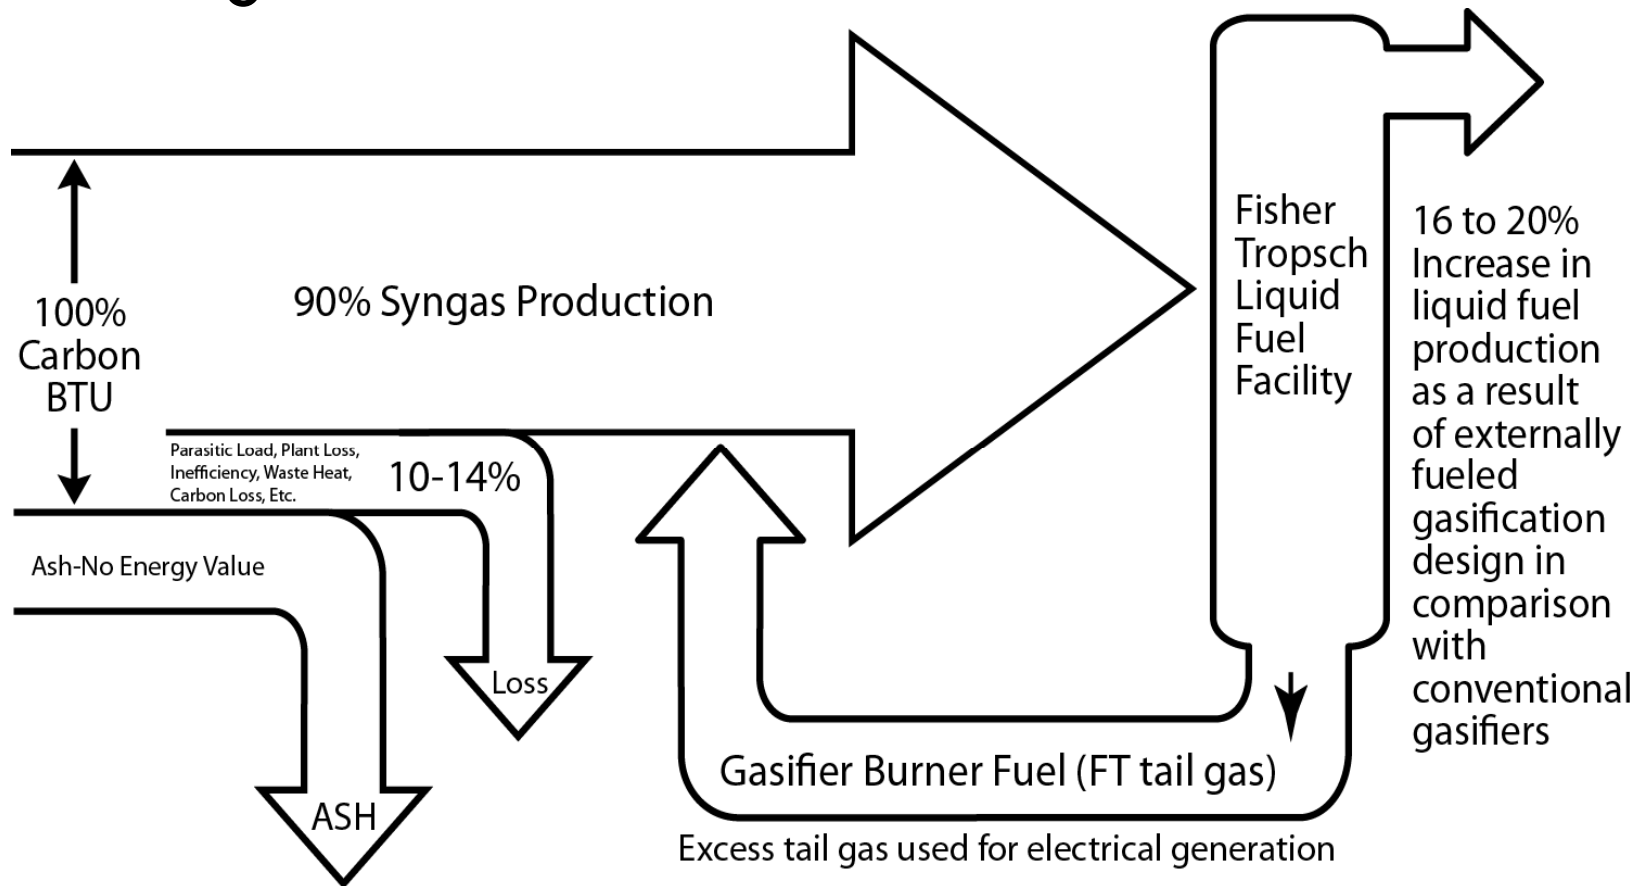 100%
Carbon
BTU
90% Syngas Production
Parasitic Load, Plant Loss,
Inefficiency, Waste Heat,
Carbon Loss, Etc.
10-14%
Ash-No Energy Value
Loss
ASH
Fisher
Tropsch
Liquid
Fuel
Facility
16 to 20%
Increase in
liquid fuel
production
as a result
of externally
fueled
gasification
design in
comparison
with
conventional
gasifiers
Gasifier Burner Fuel (FT tail gas)
Excess tail gas used for electrical generation